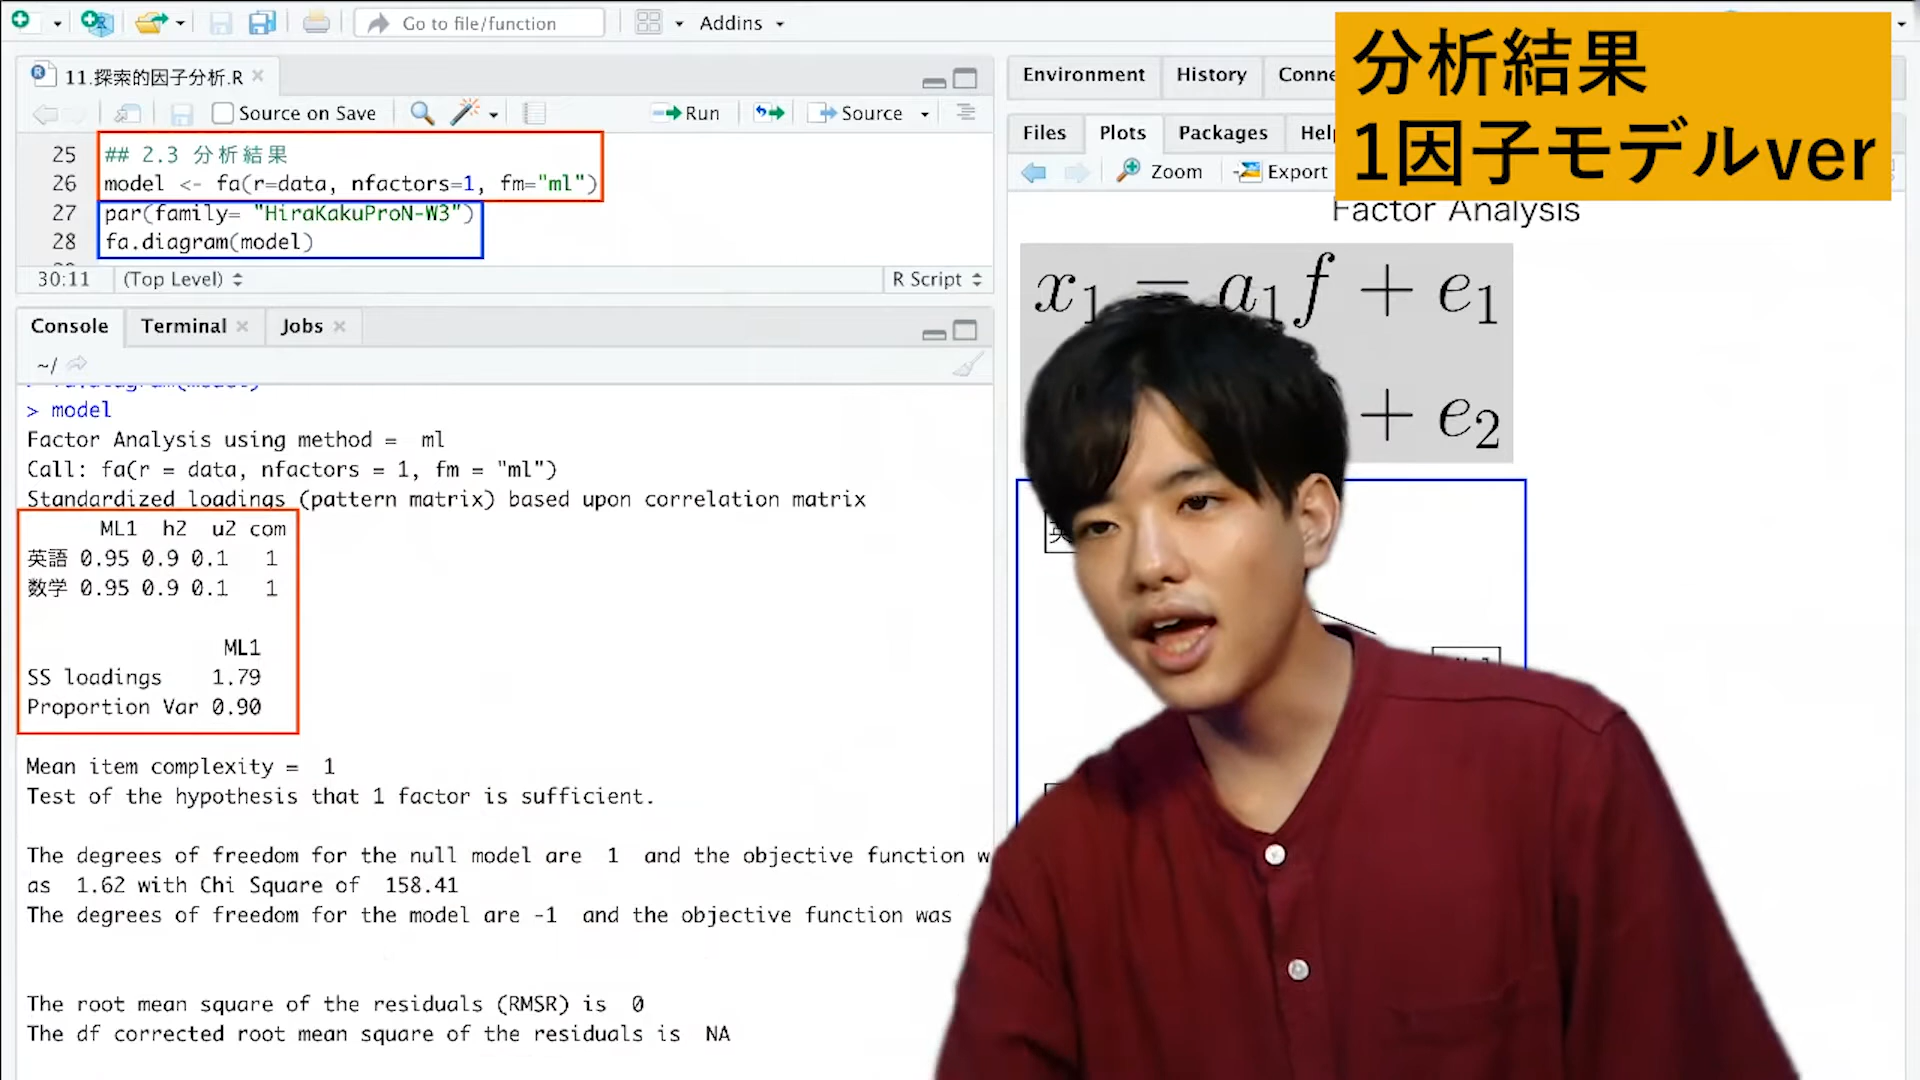 Go to file/function
Addins
11.探索的因子分析.R
Source on Save
Run
Source
25 ## 2.3 分析結果
26 model <- fa(r=data, nfactors=1, fm="ml")
27 par(family= "HiraKakuProN-W3")
28 fa.diagram(model)
30:11 (Top Level) R Script
Console Terminal Jobs
~/
> fa.diagram(model)
> model
Factor Analysis using method = ml
Call: fa(r = data, nfactors = 1, fm = "ml")
Standardized loadings (pattern matrix) based upon correlation matrix
ML1 h2 u2 com
英語 0.95 0.9 0.1 1
数学 0.95 0.9 0.1 1
ML1
SS loadings 1.79
Proportion Var 0.90
Mean item complexity = 1
Test of the hypothesis that 1 factor is sufficient.
The degrees of freedom for the null model are 1 and the objective function w
as 1.62 with Chi Square of 158.41
The degrees of freedom for the model are -1 and the objective function was
The root mean square of the residuals (RMSR) is 0
The df corrected root mean square of the residuals is NA
Environment History Conne
Files Plots Packages Help
Zoom Export
分析結果
1因子モデルver
Factor Analysis
x₁ = a₁f + e₁
+ e₂